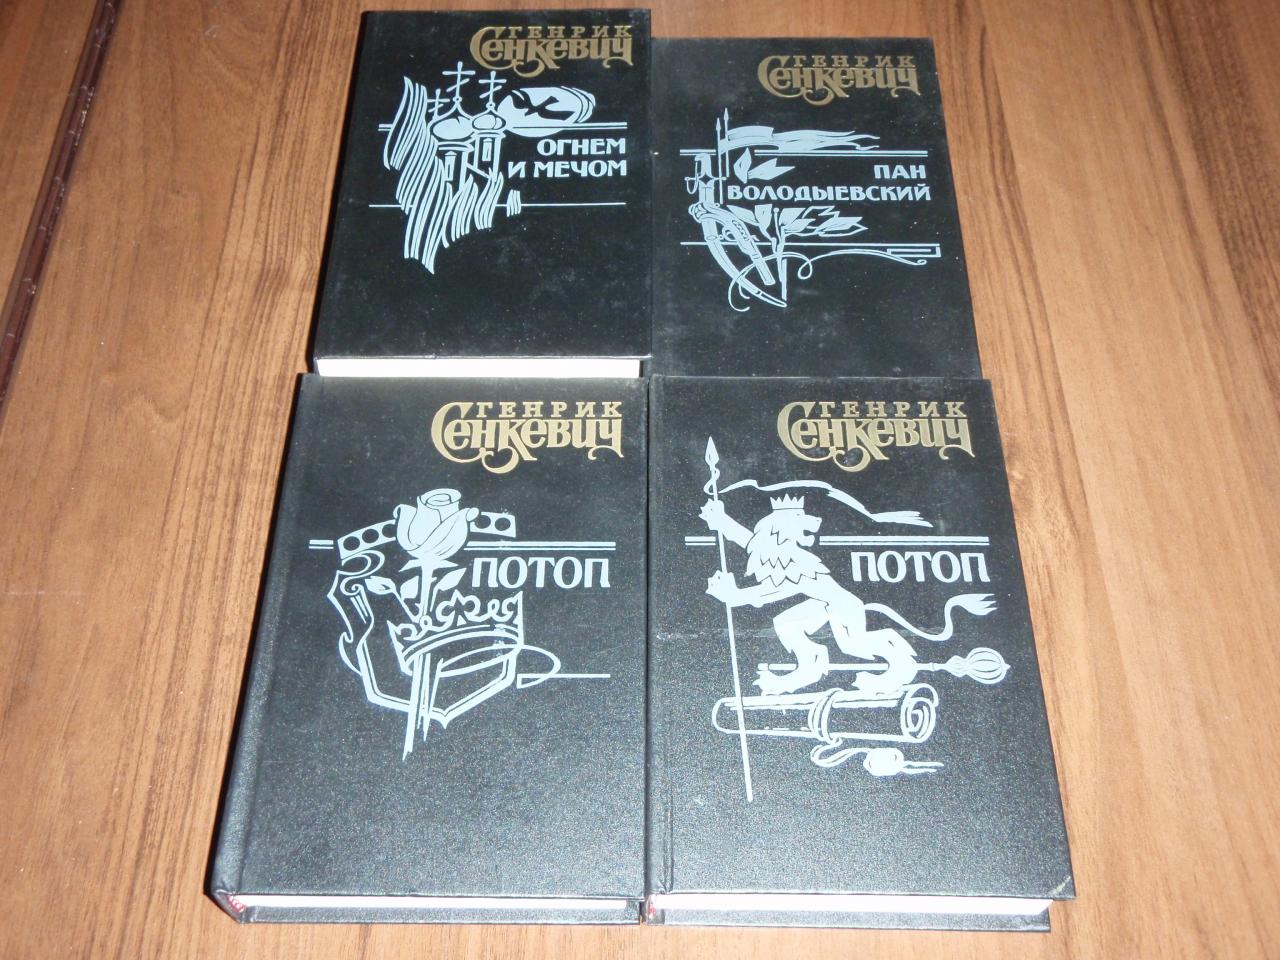 ГЕНРИК
СЕНКЕВИЧ
ОГНЕМ
И МЕЧОМ
ГЕНРИК
СЕНКЕВИЧ
ПАН
ВОЛОДЫЕВСКИЙ
ГЕНРИК
СЕНКЕВИЧ
ПОТОП
ГЕНРИК
СЕНКЕВИЧ
ПОТОП